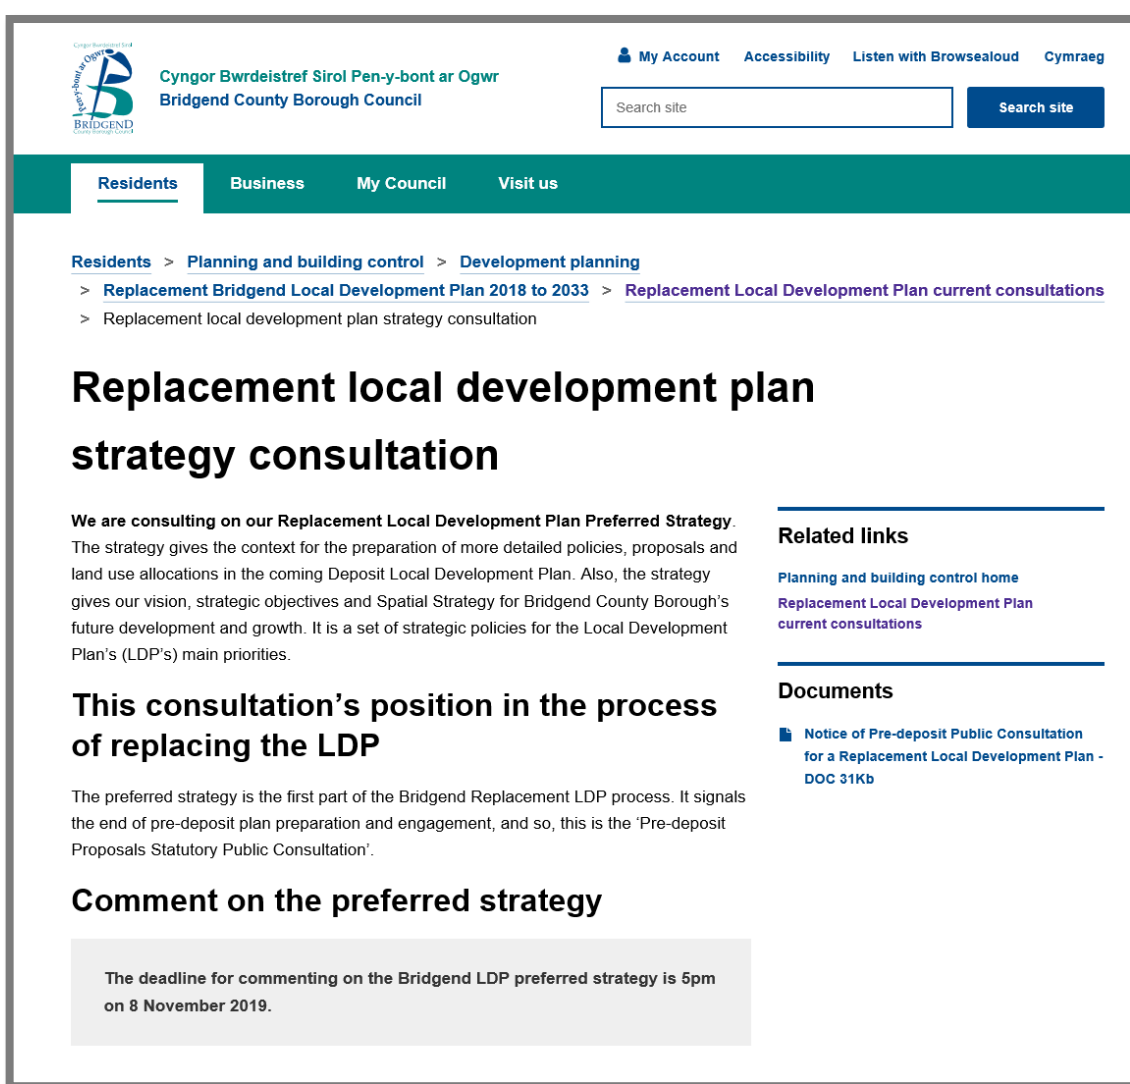 Cyngor Bwrdeistref Sirol
Pen-y-bont ar Ogwr
BRIDGEND
County Borough Council
Cyngor Bwrdeistref Sirol Pen-y-bont ar Ogwr
Bridgend County Borough Council
My Account Accessibility Listen with Browsealoud Cymraeg
Search site Search site
Residents Business My Council Visit us
Residents > Planning and building control > Development planning
> Replacement Bridgend Local Development Plan 2018 to 2033 > Replacement Local Development Plan current consultations
> Replacement local development plan strategy consultation
Replacement local development plan
strategy consultation
We are consulting on our Replacement Local Development Plan Preferred Strategy.
The strategy gives the context for the preparation of more detailed policies, proposals and
land use allocations in the coming Deposit Local Development Plan. Also, the strategy
gives our vision, strategic objectives and Spatial Strategy for Bridgend County Borough’s
future development and growth. It is a set of strategic policies for the Local Development
Plan’s (LDP’s) main priorities.
This consultation’s position in the process
of replacing the LDP
The preferred strategy is the first part of the Bridgend Replacement LDP process. It signals
the end of pre-deposit plan preparation and engagement, and so, this is the ‘Pre-deposit
Proposals Statutory Public Consultation’.
Comment on the preferred strategy
The deadline for commenting on the Bridgend LDP preferred strategy is 5pm
on 8 November 2019.
Related links
Planning and building control home
Replacement Local Development Plan
current consultations
Documents
Notice of Pre-deposit Public Consultation
for a Replacement Local Development Plan -
DOC 31Kb